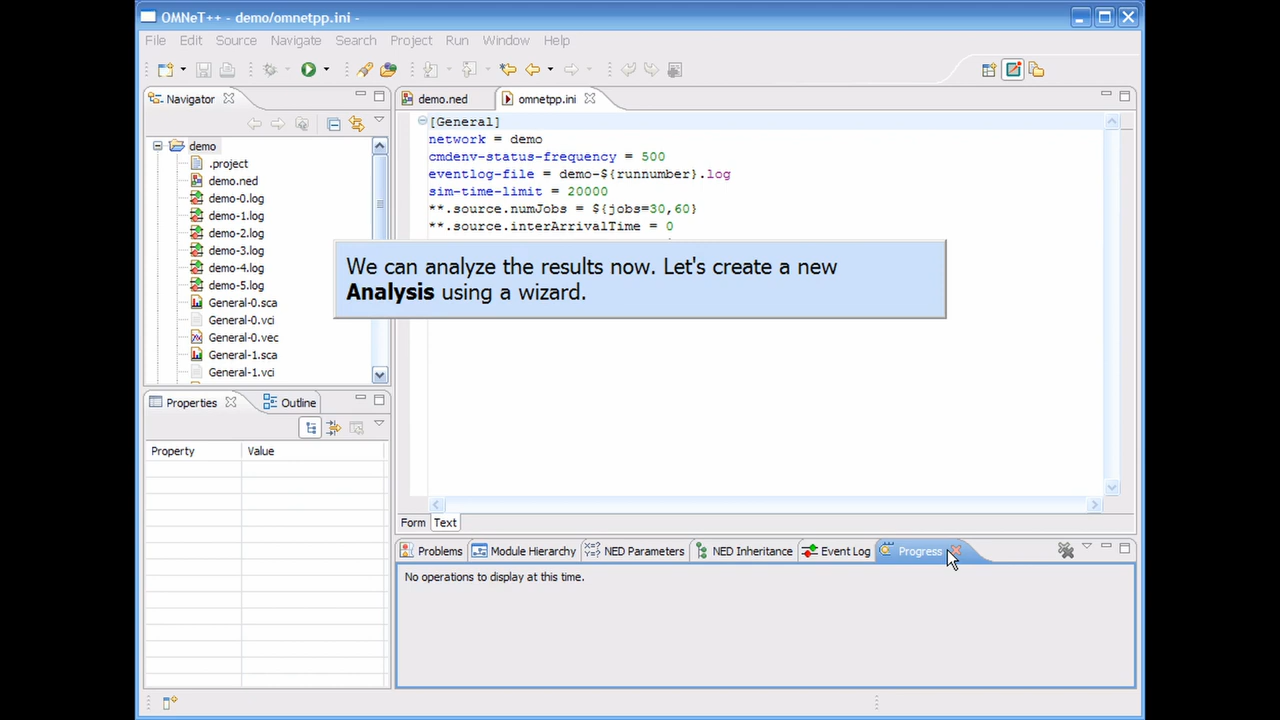 OMNeT++ - demo/omnetpp.ini -
File Edit Source Navigate Search Project Run Window Help
Navigator
demo
.project
demo.ned
demo-0.log
demo-1.log
demo-2.log
demo-3.log
demo-4.log
demo-5.log
General-0.sca
General-0.vci
General-0.vec
General-1.sca
General-1.vci
demo.ned omnetpp.ini
[General]
network = demo
cmdenv-status-frequency = 500
eventlog-file = demo-${runnumber}.log
sim-time-limit = 20000
**.source.numJobs = ${jobs=30,60}
**.source.interArrivalTime = 0
We can analyze the results now. Let's create a new
Analysis using a wizard.
Form Text
Properties Outline
Property Value
Problems Module Hierarchy NED Parameters NED Inheritance Event Log Progress
No operations to display at this time.